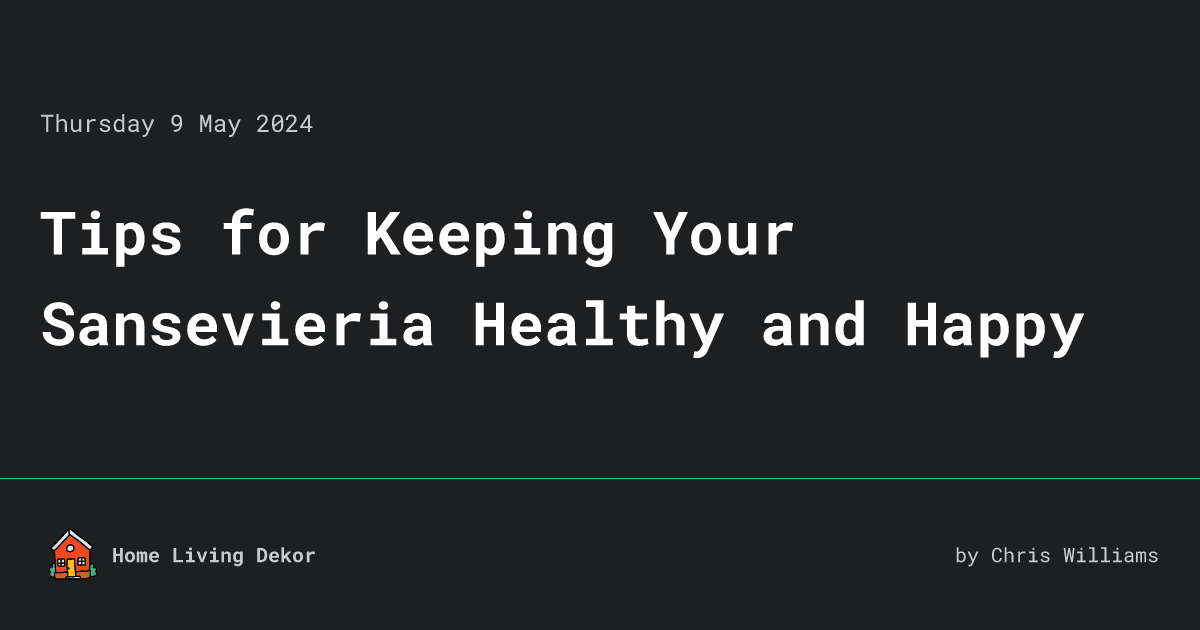 Thursday 9 May 2024
Tips for Keeping Your
Sansevieria Healthy and Happy
Home Living Dekor
by Chris Williams